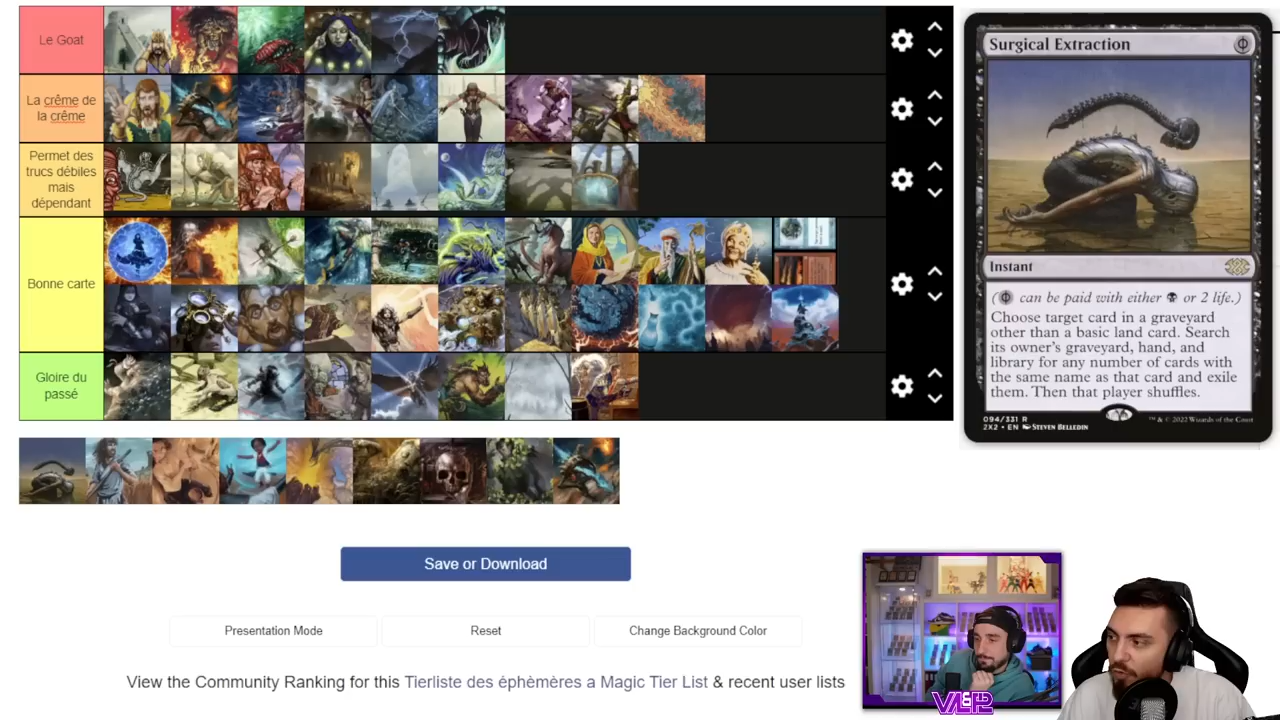 Le Goat
La crême de
la crême
Permet des
trucs débiles
mais
dépendant
Bonne carte
Gloire du
passé
Surgical Extraction
Instant
( can be paid with either or 2 life.)
Choose target card in a graveyard
other than a basic land card. Search
its owner's graveyard, hand, and
library for any number of cards with
the same name as that card and exile
them. Then that player shuffles.
094/331 R
2X2 • EN STEVEN BELLEDIN
™ & © 2022 Wizards of the Coast
Save or Download
Presentation Mode
Reset
Change Background Color
View the Community Ranking for this Tierliste des éphémères a Magic Tier List & recent user lists